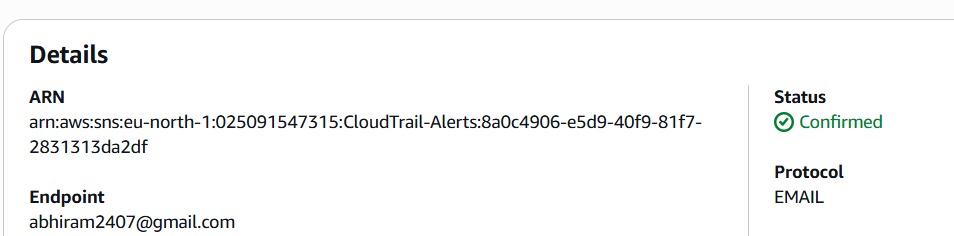 Details
ARN
arn:aws:sns:eu-north-1:025091547315:CloudTrail-Alerts:8a0c4906-e5d9-40f9-81f7-
2831313da2df
Endpoint
abhiram2407@gmail.com
Status
Confirmed
Protocol
EMAIL